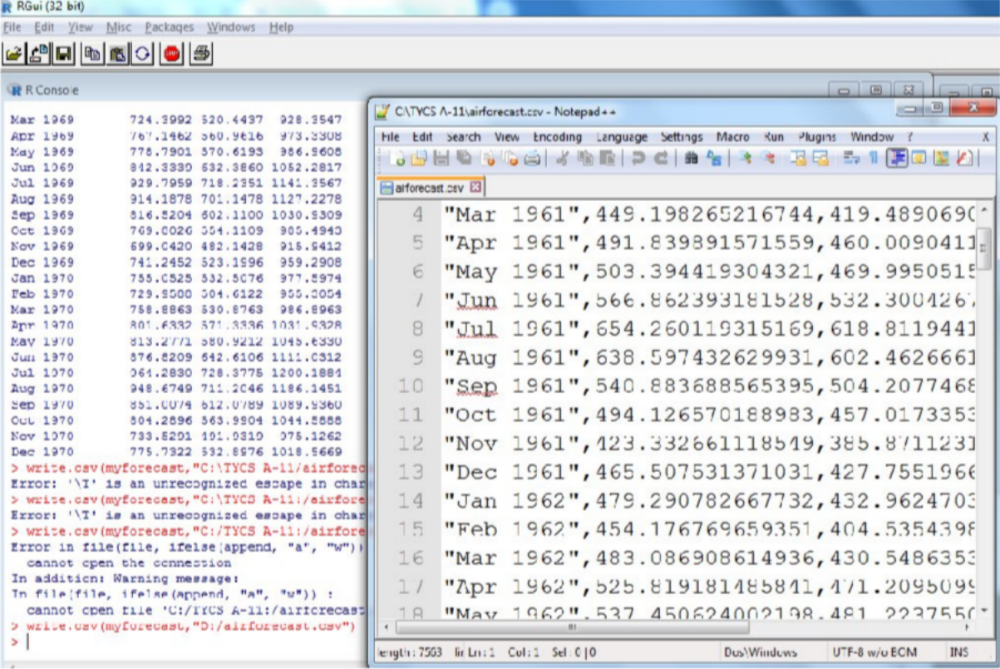 RGui (32 bit)
File Edit View Misc Packages Windows Help
STOP
R Console
Mar 1969 724.3992 520.4437 928.3547
Apr 1969 767.1462 560.9616 973.3308
May 1969 778.7901 570.6193 986.9608
Jun 1969 842.3339 632.3860 1052.2817
Jul 1969 929.7959 718.2351 1141.3567
Aug 1969 914.1878 701.1478 1127.2278
Sep 1969 816.5204 602.1100 1030.9309
Oct 1969 769.8026 554.1109 985.4943
Nov 1969 699.0420 482.1428 915.9412
Dec 1969 741.2452 523.1996 959.2908
Jan 1970 755.0525 532.5076 977.5974
Feb 1970 729.9588 504.6122 955.3054
Mar 1970 758.8863 530.8763 986.8963
Apr 1970 801.6332 571.3336 1031.9328
May 1970 813.2771 580.9212 1045.6330
Jun 1970 876.8209 642.6106 1111.0312
Jul 1970 964.2830 728.3775 1200.1884
Aug 1970 948.6749 711.2046 1186.1451
Sep 1970 851.0074 612.0789 1089.9360
Oct 1970 804.2896 563.9904 1044.5888
Nov 1970 733.5291 491.9319 975.1262
Dec 1970 775.7322 532.8976 1018.5669
> write.csv(myforecast,"C:\TYCS A-11/airforec
Error: '\T' is an unrecognized escape in char
> write.csv(myforecast,"C:\TYCS A-11:/airfore
Error: '\T' is an unrecognized escape in char
> write.csv(myforecast,"C:/TYCS A-11:/airfore
Error in file(file, ifelse(append, "a", "w"))
cannot open the connection
In addition: Warning message:
In file(file, ifelse(append, "a", "w")) :
cannot open file 'C:/TYCS A-11:/airforecast
> write.csv(myforecast,"D:/airforecast.csv")
>
C:\TYCS A-11\airforecast.csv - Notepad++
File Edit Search View Encoding Language Settings Macro Run Plugins Window ? X
airforecast.csv
4 "Mar 1961",449.198265216744,419.4890690
5 "Apr 1961",491.839891571559,460.0090411
6 "May 1961",503.394419304321,469.9950515
7 "Jun 1961",566.862393181528,532.3004267
8 "Jul 1961",654.260119315169,618.8119441
9 "Aug 1961",638.597432629931,602.4626661
10 "Sep 1961",540.883688565395,504.2077468
11 "Oct 1961",494.126570188983,457.0173353
12 "Nov 1961",423.332661118549,385.8711231
13 "Dec 1961",465.507531371031,427.7551966
14 "Jan 1962",479.290782667732,432.9624703
15 "Feb 1962",454.176769659351,404.5354398
16 "Mar 1962",483.086908614936,430.5486353
17 "Apr 1962",525.819181485841,471.2095099
18 "May 1962",537.450624002198,481.2237550
length : 7563 lin Ln : 1 Col : 1 Sel : 0 | 0 Dos\Windows UTF-8 w/o BOM INS